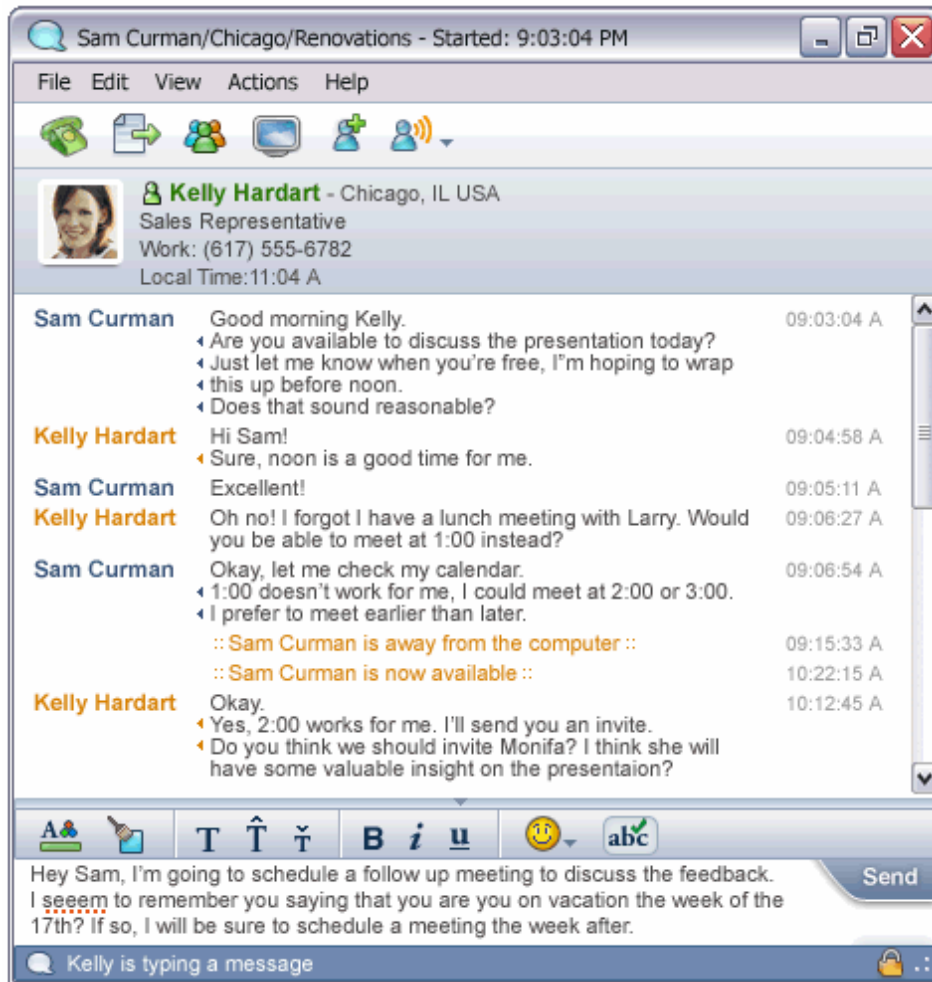 Sam Curman/Chicago/Renovations - Started: 9:03:04 PM
File Edit View Actions Help
Kelly Hardart - Chicago, IL USA
Sales Representative
Work: (617) 555-6782
Local Time:11:04 A
Sam Curman Good morning Kelly. 09:03:04 A
Are you available to discuss the presentation today?
Just let me know when you're free, I"m hoping to wrap
this up before noon.
Does that sound reasonable?
Kelly Hardart Hi Sam! 09:04:58 A
Sure, noon is a good time for me.
Sam Curman Excellent! 09:05:11 A
Kelly Hardart Oh no! I forgot I have a lunch meeting with Larry. Would 09:06:27 A
you be able to meet at 1:00 instead?
Sam Curman Okay, let me check my calendar. 09:06:54 A
1:00 doesn't work for me, I could meet at 2:00 or 3:00.
I prefer to meet earlier than later.
:: Sam Curman is away from the computer :: 09:15:33 A
:: Sam Curman is now available :: 10:22:15 A
Kelly Hardart Okay. 10:12:45 A
Yes, 2:00 works for me. I'll send you an invite.
Do you think we should invite Monifa? I think she will
have some valuable insight on the presentaion?
A T T T B i u abc
Hey Sam, I'm going to schedule a follow up meeting to discuss the feedback. Send
I seeem to remember you saying that you are you on vacation the week of the
17th? If so, I will be sure to schedule a meeting the week after.
Kelly is typing a message